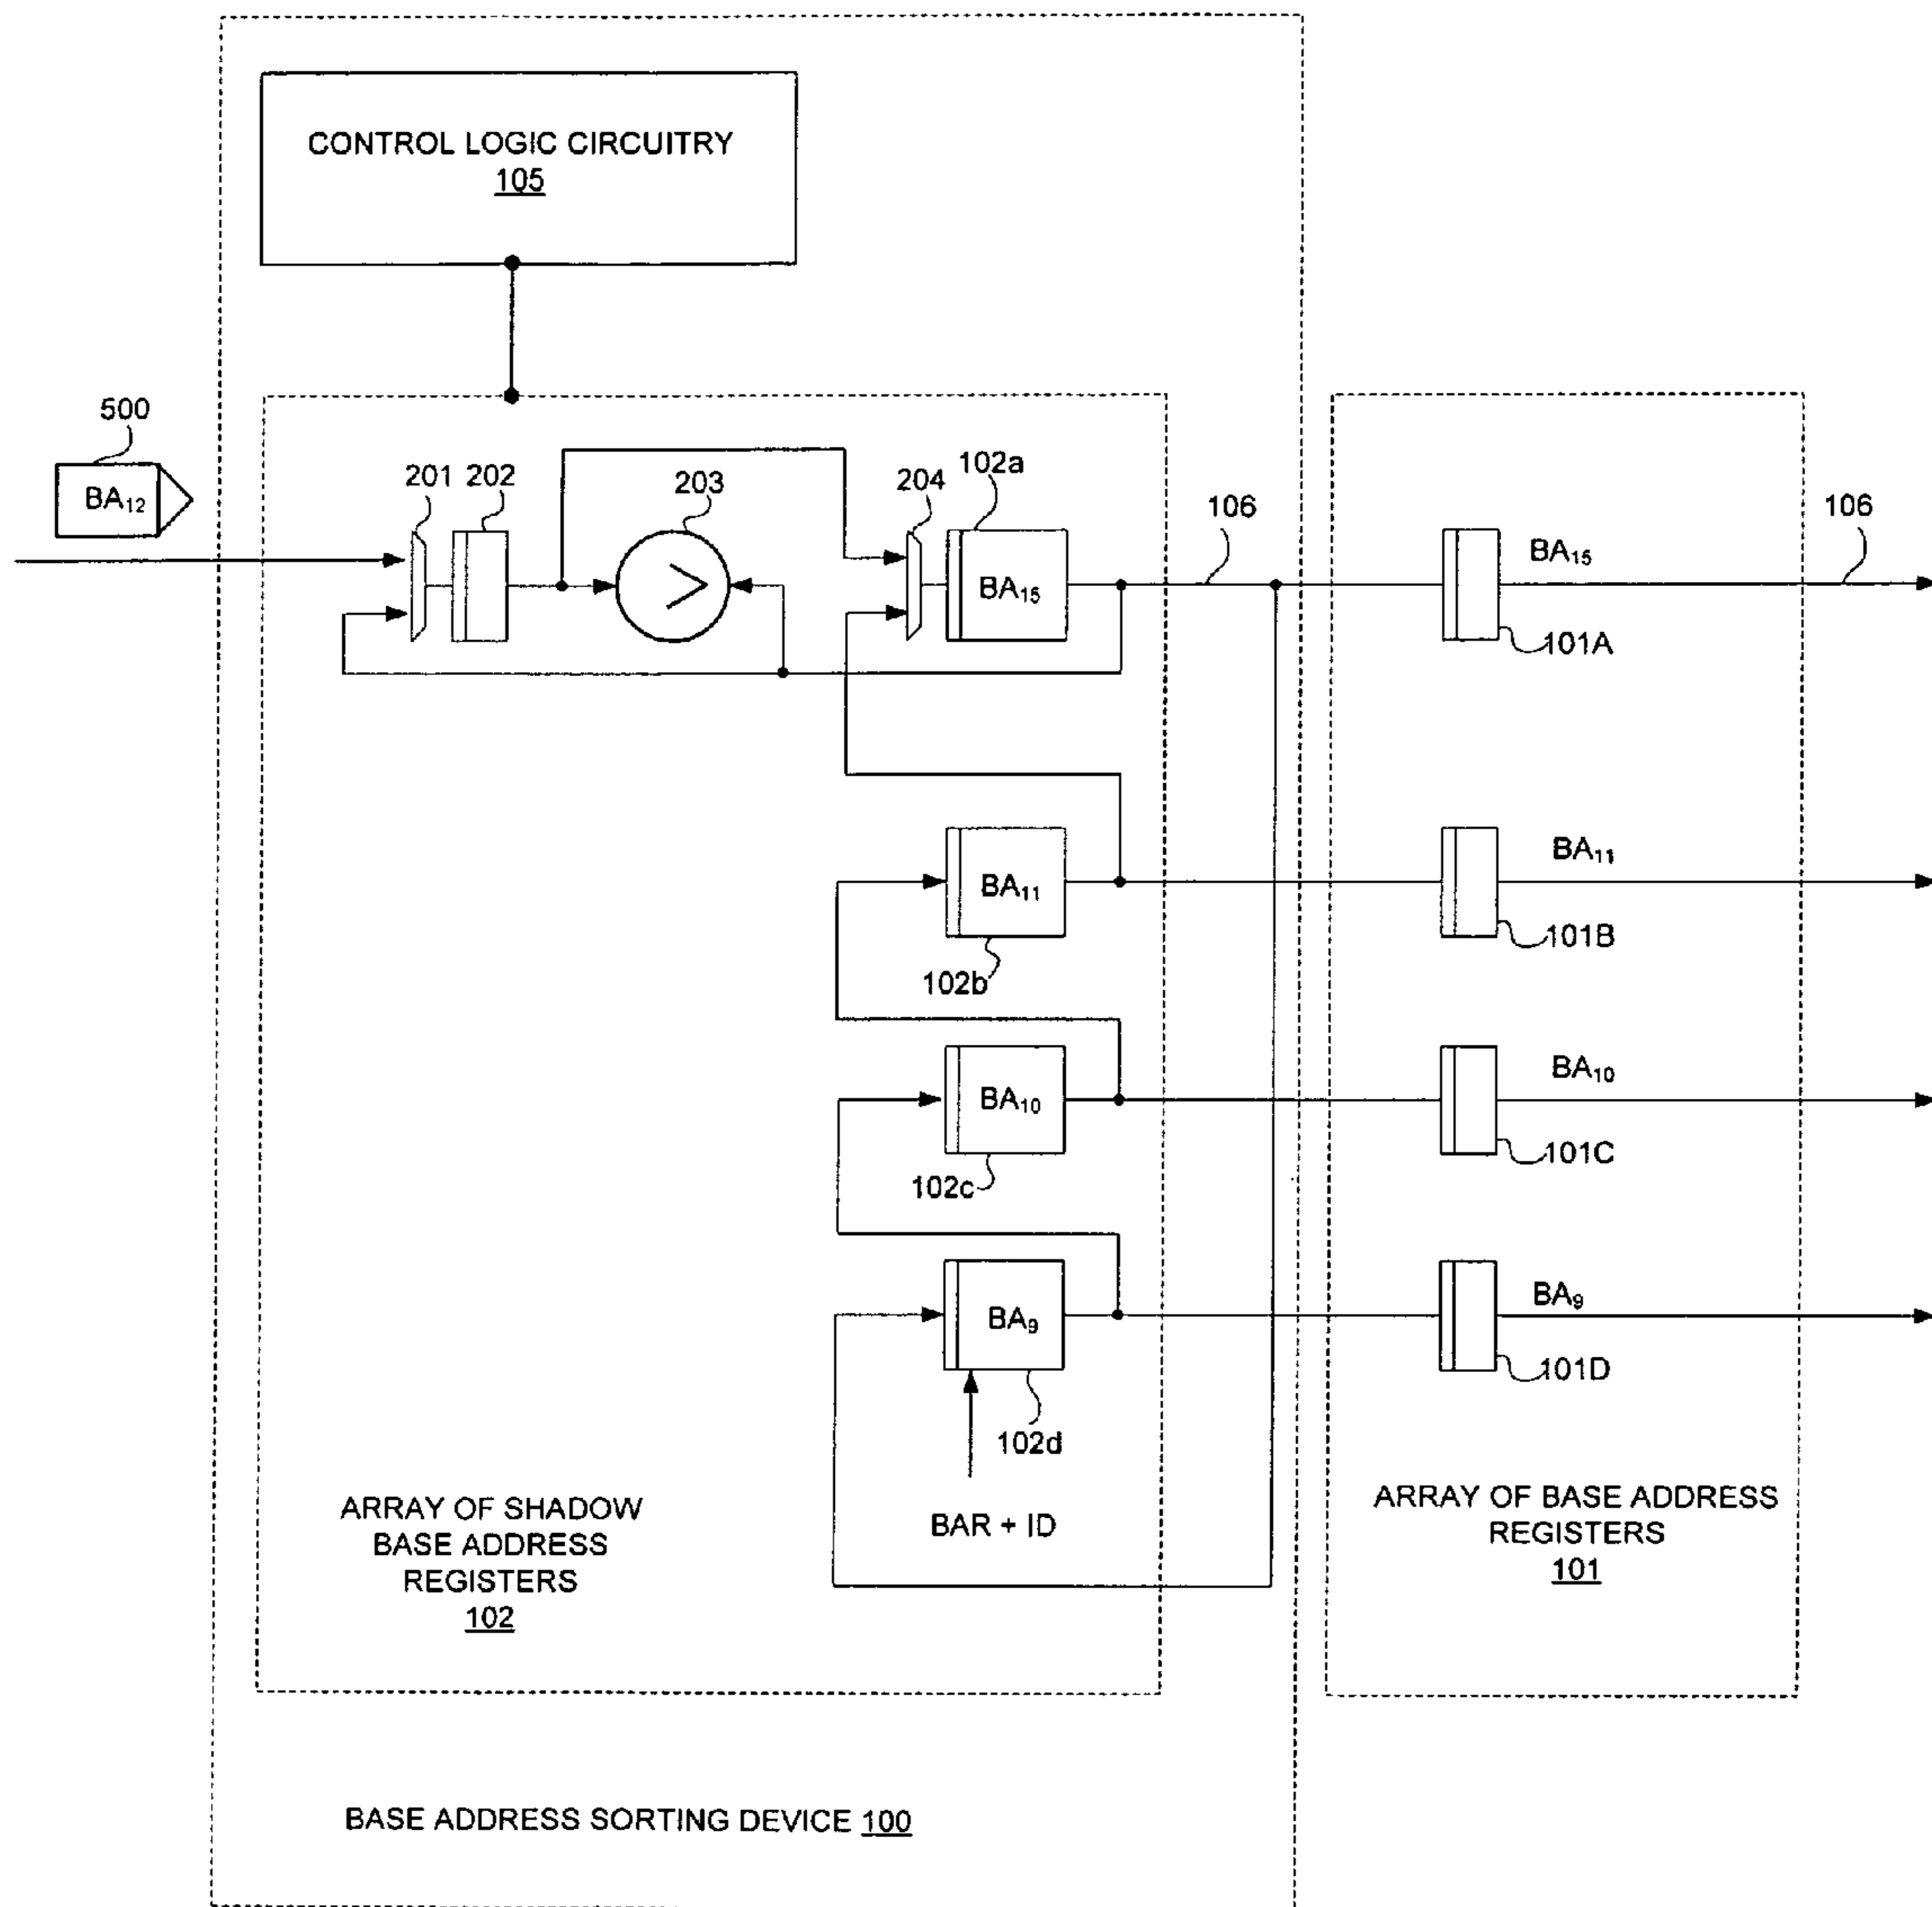 CONTROL LOGIC CIRCUITRY
105
500
BA₁₂
201
202
203
204
102a
BA₁₅
106
BA₁₅
106
101A
BA₁₁
BA₁₁
102b
101B
BA₁₀
BA₁₀
102c
101C
BA₉
BA₉
102d
101D
BAR + ID
ARRAY OF SHADOW
BASE ADDRESS
REGISTERS
102
ARRAY OF BASE ADDRESS
REGISTERS
101
BASE ADDRESS SORTING DEVICE 100